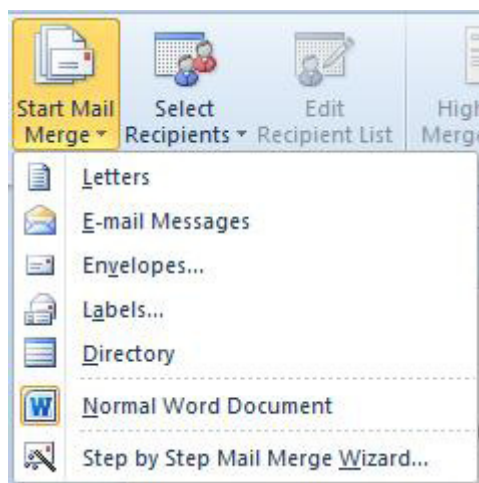 Start Mail Select Edit
Merge Recipients Recipient List
Letters
E-mail Messages
Envelopes...
Labels...
Directory
Normal Word Document
Step by Step Mail Merge Wizard...